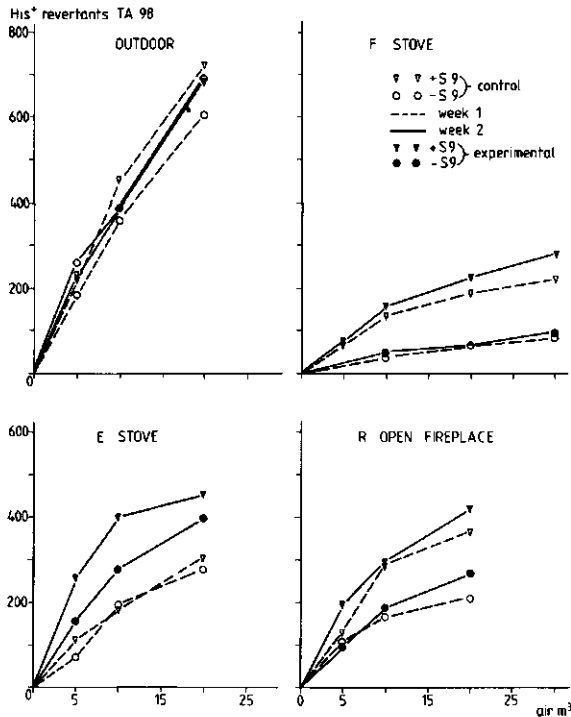 His⁺ revertants TA 98
OUTDOOR
800
600
400
200
0
F STOVE
+S9
-S9
control
week 1
week 2
+S9
-S9
experimental
0
E STOVE
600
400
200
0
5
15
25
R OPEN FIREPLACE
0
5
15
25
air m³